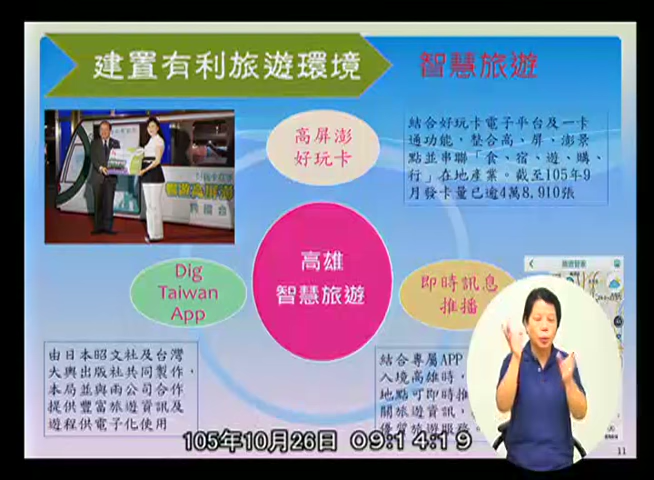 建置有利旅遊環境
智慧旅遊
高屏澎
好玩卡
結合好玩卡電子平台及一卡
通功能，整合高、屏、澎景
點並串聯「食、宿、遊、購、
行」在地產業。截至105年9
月發卡量已逾4萬8,910張
高雄
智慧旅遊
Dig
Taiwan
App
即時訊息
推播
由日本昭文社及台灣
大輿出版社共同製作，
本局並與兩公司合作
提供豐富旅遊資訊及
遊程供電子化使用
結合專屬APP
入境高雄時，
地點可即時推
關旅遊資訊，
優質旅遊服務
105年10月26日 09:14:19
11